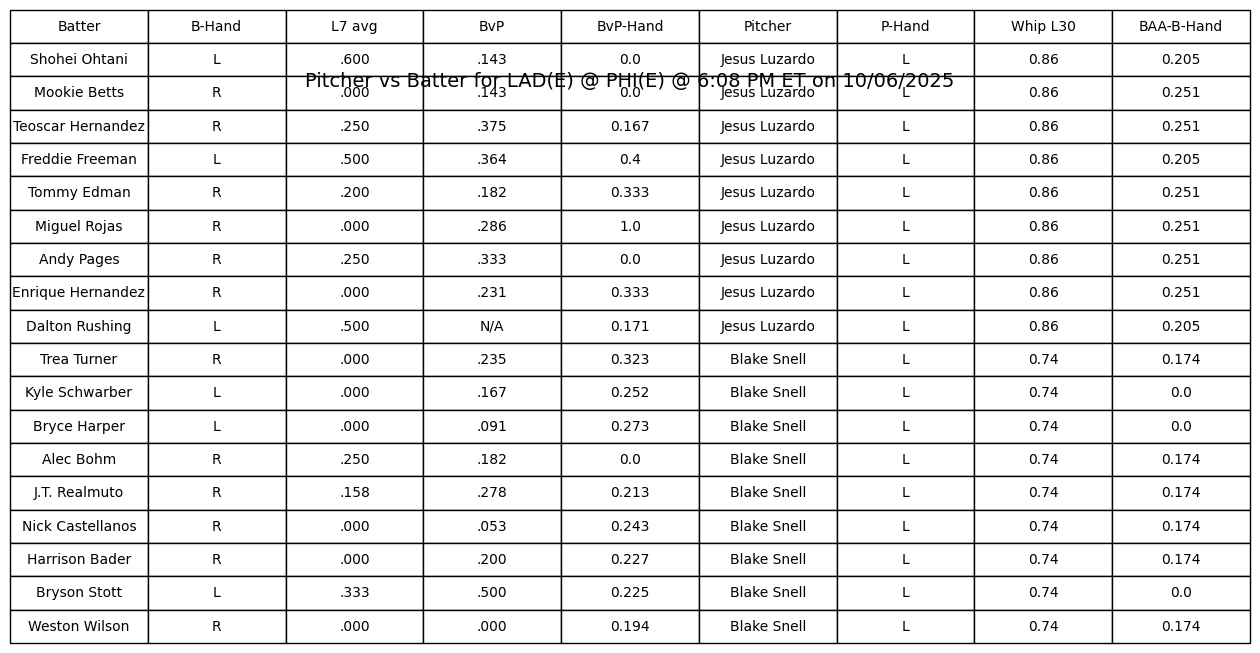 Batter B-Hand L7 avg BvP BvP-Hand Pitcher P-Hand Whip L30 BAA-B-Hand
Shohei Ohtani L .600 .143 0.0 Jesus Luzardo L 0.86 0.205
Pitcher vs Batter for LAD(E) @ PHI(E) @ 6:08 PM ET on 10/06/2025
Mookie Betts R .000 .143 0.0 Jesus Luzardo L 0.86 0.251
Teoscar Hernandez R .250 .375 0.167 Jesus Luzardo L 0.86 0.251
Freddie Freeman L .500 .364 0.4 Jesus Luzardo L 0.86 0.205
Tommy Edman R .200 .182 0.333 Jesus Luzardo L 0.86 0.251
Miguel Rojas R .000 .286 1.0 Jesus Luzardo L 0.86 0.251
Andy Pages R .250 .333 0.0 Jesus Luzardo L 0.86 0.251
Enrique Hernandez R .000 .231 0.333 Jesus Luzardo L 0.86 0.251
Dalton Rushing L .500 N/A 0.171 Jesus Luzardo L 0.86 0.205
Trea Turner R .000 .235 0.323 Blake Snell L 0.74 0.174
Kyle Schwarber L .000 .167 0.252 Blake Snell L 0.74 0.0
Bryce Harper L .000 .091 0.273 Blake Snell L 0.74 0.0
Alec Bohm R .250 .182 0.0 Blake Snell L 0.74 0.174
J.T. Realmuto R .158 .278 0.213 Blake Snell L 0.74 0.174
Nick Castellanos R .000 .053 0.243 Blake Snell L 0.74 0.174
Harrison Bader R .000 .200 0.227 Blake Snell L 0.74 0.174
Bryson Stott L .333 .500 0.225 Blake Snell L 0.74 0.0
Weston Wilson R .000 .000 0.194 Blake Snell L 0.74 0.174